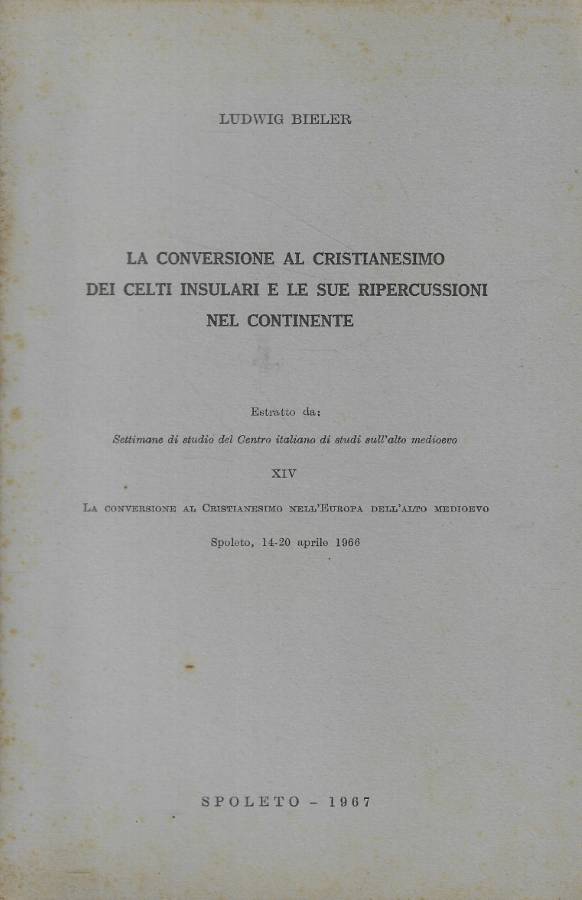 LUDWIG BIELER
LA CONVERSIONE AL CRISTIANESIMO
DEI CELTI INSULARI E LE SUE RIPERCUSSIONI
NEL CONTINENTE
Estratto da:
Settimane di studio del Centro italiano di studi sull'alto medioevo
XIV
LA CONVERSIONE AL CRISTIANESIMO NELL'EUROPA DELL'ALTO MEDIOEVO
Spoleto, 14-20 aprile 1966
SPOLETO - 1967